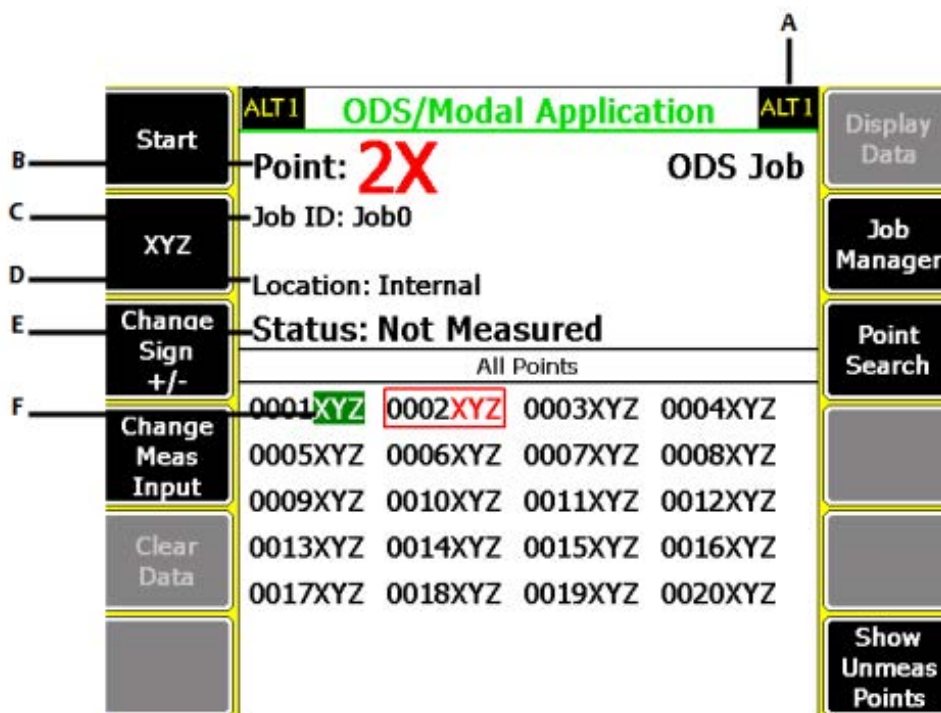 A
ALT1 ODS/Modal Application ALT1
Start
Display
Data
B
Point: 2X ODS Job
C
Job ID: Job0
XYZ
Job
Manager
D
Location: Internal
E
Status: Not Measured
Change
Sign
+/-
Point
Search
All Points
F
0001XYZ 0002XYZ 0003XYZ 0004XYZ
Change
Meas
Input
0005XYZ 0006XYZ 0007XYZ 0008XYZ
0009XYZ 0010XYZ 0011XYZ 0012XYZ
Clear
Data
0013XYZ 0014XYZ 0015XYZ 0016XYZ
0017XYZ 0018XYZ 0019XYZ 0020XYZ
Show
Unmeas
Points